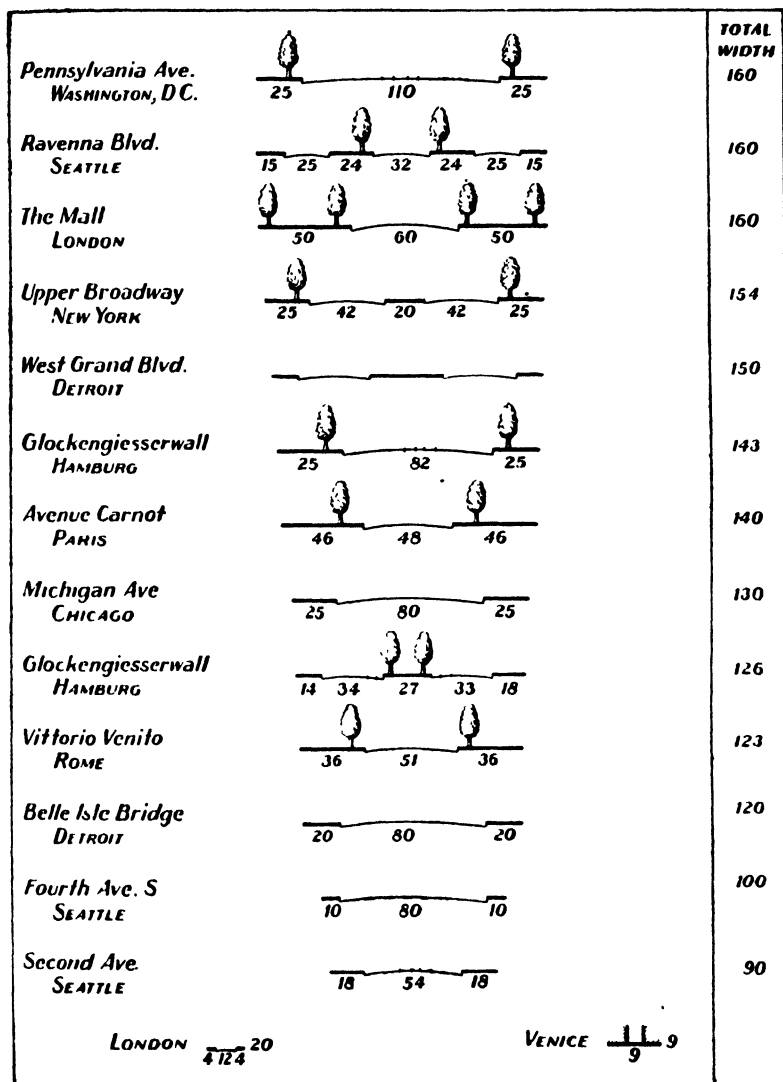 TOTAL
WIDTH
Pennsylvania Ave.
WASHINGTON, D C.
25 110 25
160
Ravenna Blvd.
SEATTLE
15 25 24 32 24 25 15
160
The Mall
LONDON
50 60 50
160
Upper Broadway
NEW YORK
25 42 20 42 25
154
West Grand Blvd.
DETROIT
150
Glockengiesserwall
HAMBURG
25 82 25
143
Avenue Carnot
PARIS
46 48 46
140
Michigan Ave
CHICAGO
25 80 25
130
Glockengiesserwall
HAMBURG
14 34 27 33 18
126
Vittorio Venito
ROME
36 51 36
123
Belle Isle Bridge
DETROIT
20 80 20
120
Fourth Ave. S
SEATTLE
10 80 10
100
Second Ave.
SEATTLE
18 54 18
90
LONDON 4 12 4 20
VENICE 9 9